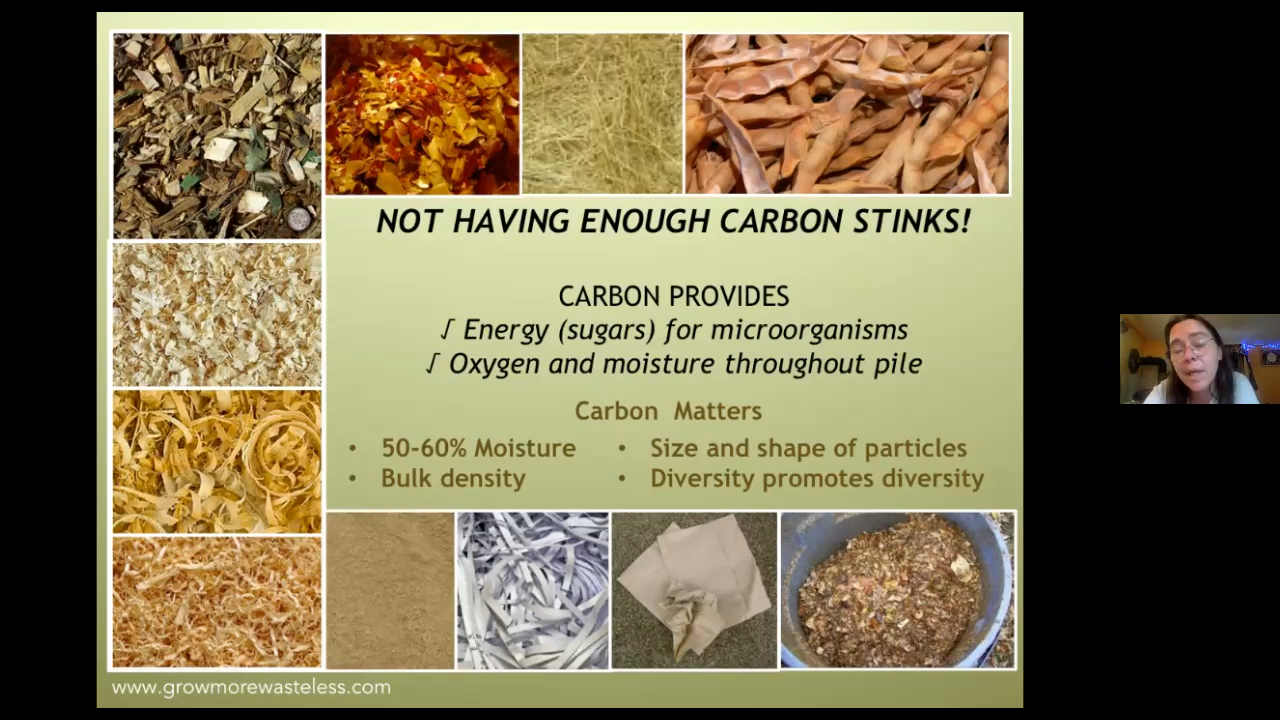 NOT HAVING ENOUGH CARBON STINKS!
CARBON PROVIDES
√ Energy (sugars) for microorganisms
√ Oxygen and moisture throughout pile
Carbon Matters
• 50-60% Moisture
• Bulk density
• Size and shape of particles
• Diversity promotes diversity
www.growmorewasteless.com